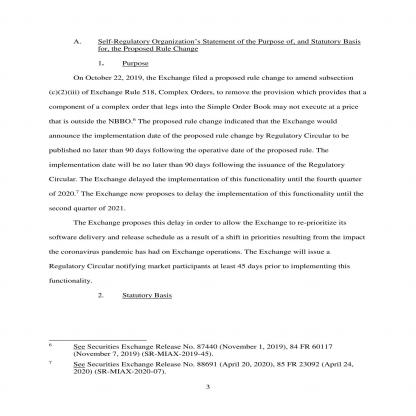 A. Self-Regulatory Organization's Statement of the Purpose of, and Statutory Basis
for, the Proposed Rule Change
1. Purpose
On October 22, 2019, the Exchange filed a proposed rule change to amend subsection
(c)(2)(iii) of Exchange Rule 518, Complex Orders, to remove the provision which provides that a
component of a complex order that legs into the Simple Order Book may not execute at a price
that is outside the NBBO.6 The proposed rule change indicated that the Exchange would
announce the implementation date of the proposed rule change by Regulatory Circular to be
published no later than 90 days following the operative date of the proposed rule. The
implementation date will be no later than 90 days following the issuance of the Regulatory
Circular. The Exchange delayed the implementation of this functionality until the fourth quarter
of 2020.7 The Exchange now proposes to delay the implementation of this functionality until the
second quarter of 2021.
The Exchange proposes this delay in order to allow the Exchange to re-prioritize its
software delivery and release schedule as a result of a shift in priorities resulting from the impact
the coronavirus pandemic has had on Exchange operations. The Exchange will issue a
Regulatory Circular notifying market participants at least 45 days prior to implementing this
functionality.
2. Statutory Basis
6 See Securities Exchange Release No. 87440 (November 1, 2019), 84 FR 60117
(November 7, 2019) (SR-MIAX-2019-45).
7 See Securities Exchange Release No. 88691 (April 20, 2020), 85 FR 23092 (April 24,
2020) (SR-MIAX-2020-07).
3